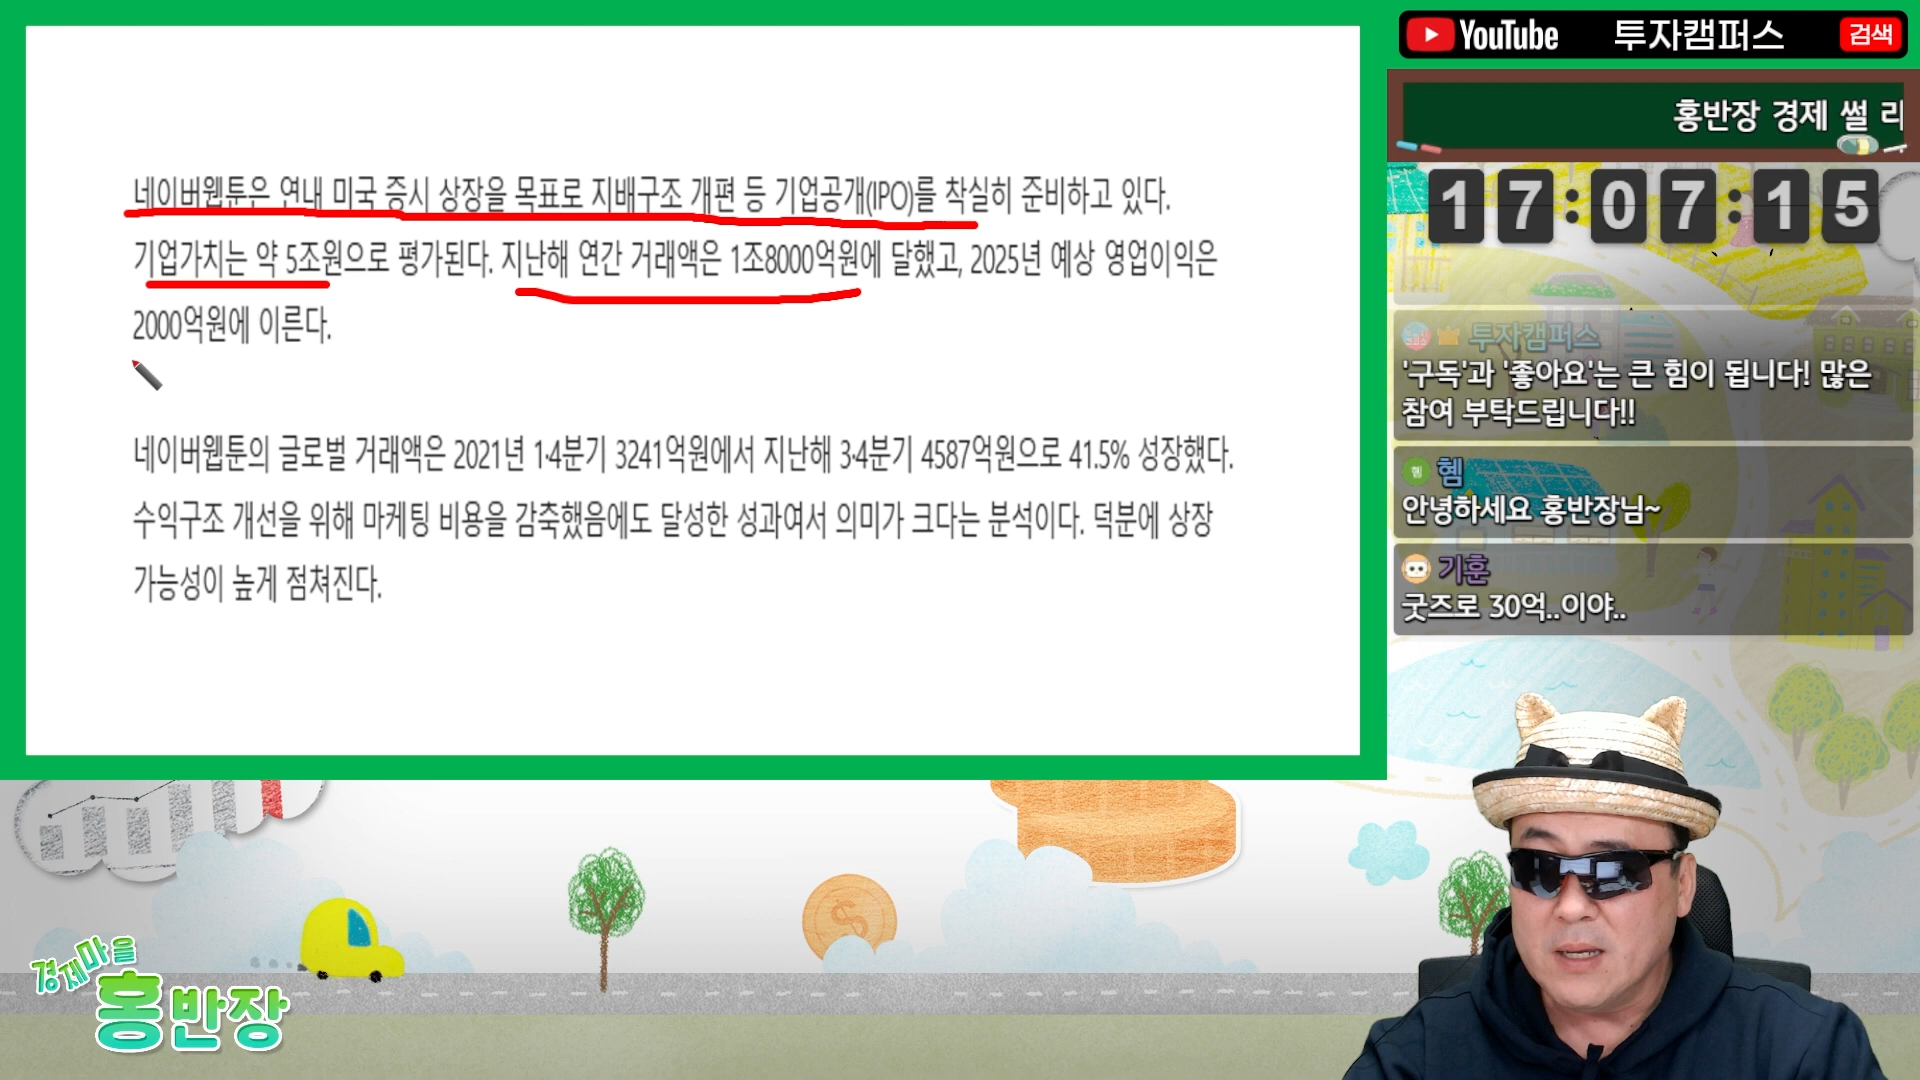 네이버웹툰은 연내 미국 증시 상장을 목표로 지배구조 개편 등 기업공개(IPO)를 착실히 준비하고 있다.
기업가치는 약 5조원으로 평가된다. 지난해 연간 거래액은 1조8000억원에 달했고, 2025년 예상 영업이익은
2000억원에 이른다.
네이버웹툰의 글로벌 거래액은 2021년 1·4분기 3241억원에서 지난해 3·4분기 4587억원으로 41.5% 성장했다.
수익구조 개선을 위해 마케팅 비용을 감축했음에도 달성한 성과여서 의미가 크다는 분석이다. 덕분에 상장
가능성이 높게 점쳐진다.
YouTube 투자캠퍼스 검색
홍반장 경제 썰 리
17:07:15
투자캠퍼스
'구독'과 '좋아요'는 큰 힘이 됩니다! 많은
참여 부탁드립니다!!
헴 헴
안녕하세요 홍반장님~
기훈
굿즈로 30억..이야..
경제마을
홍반장